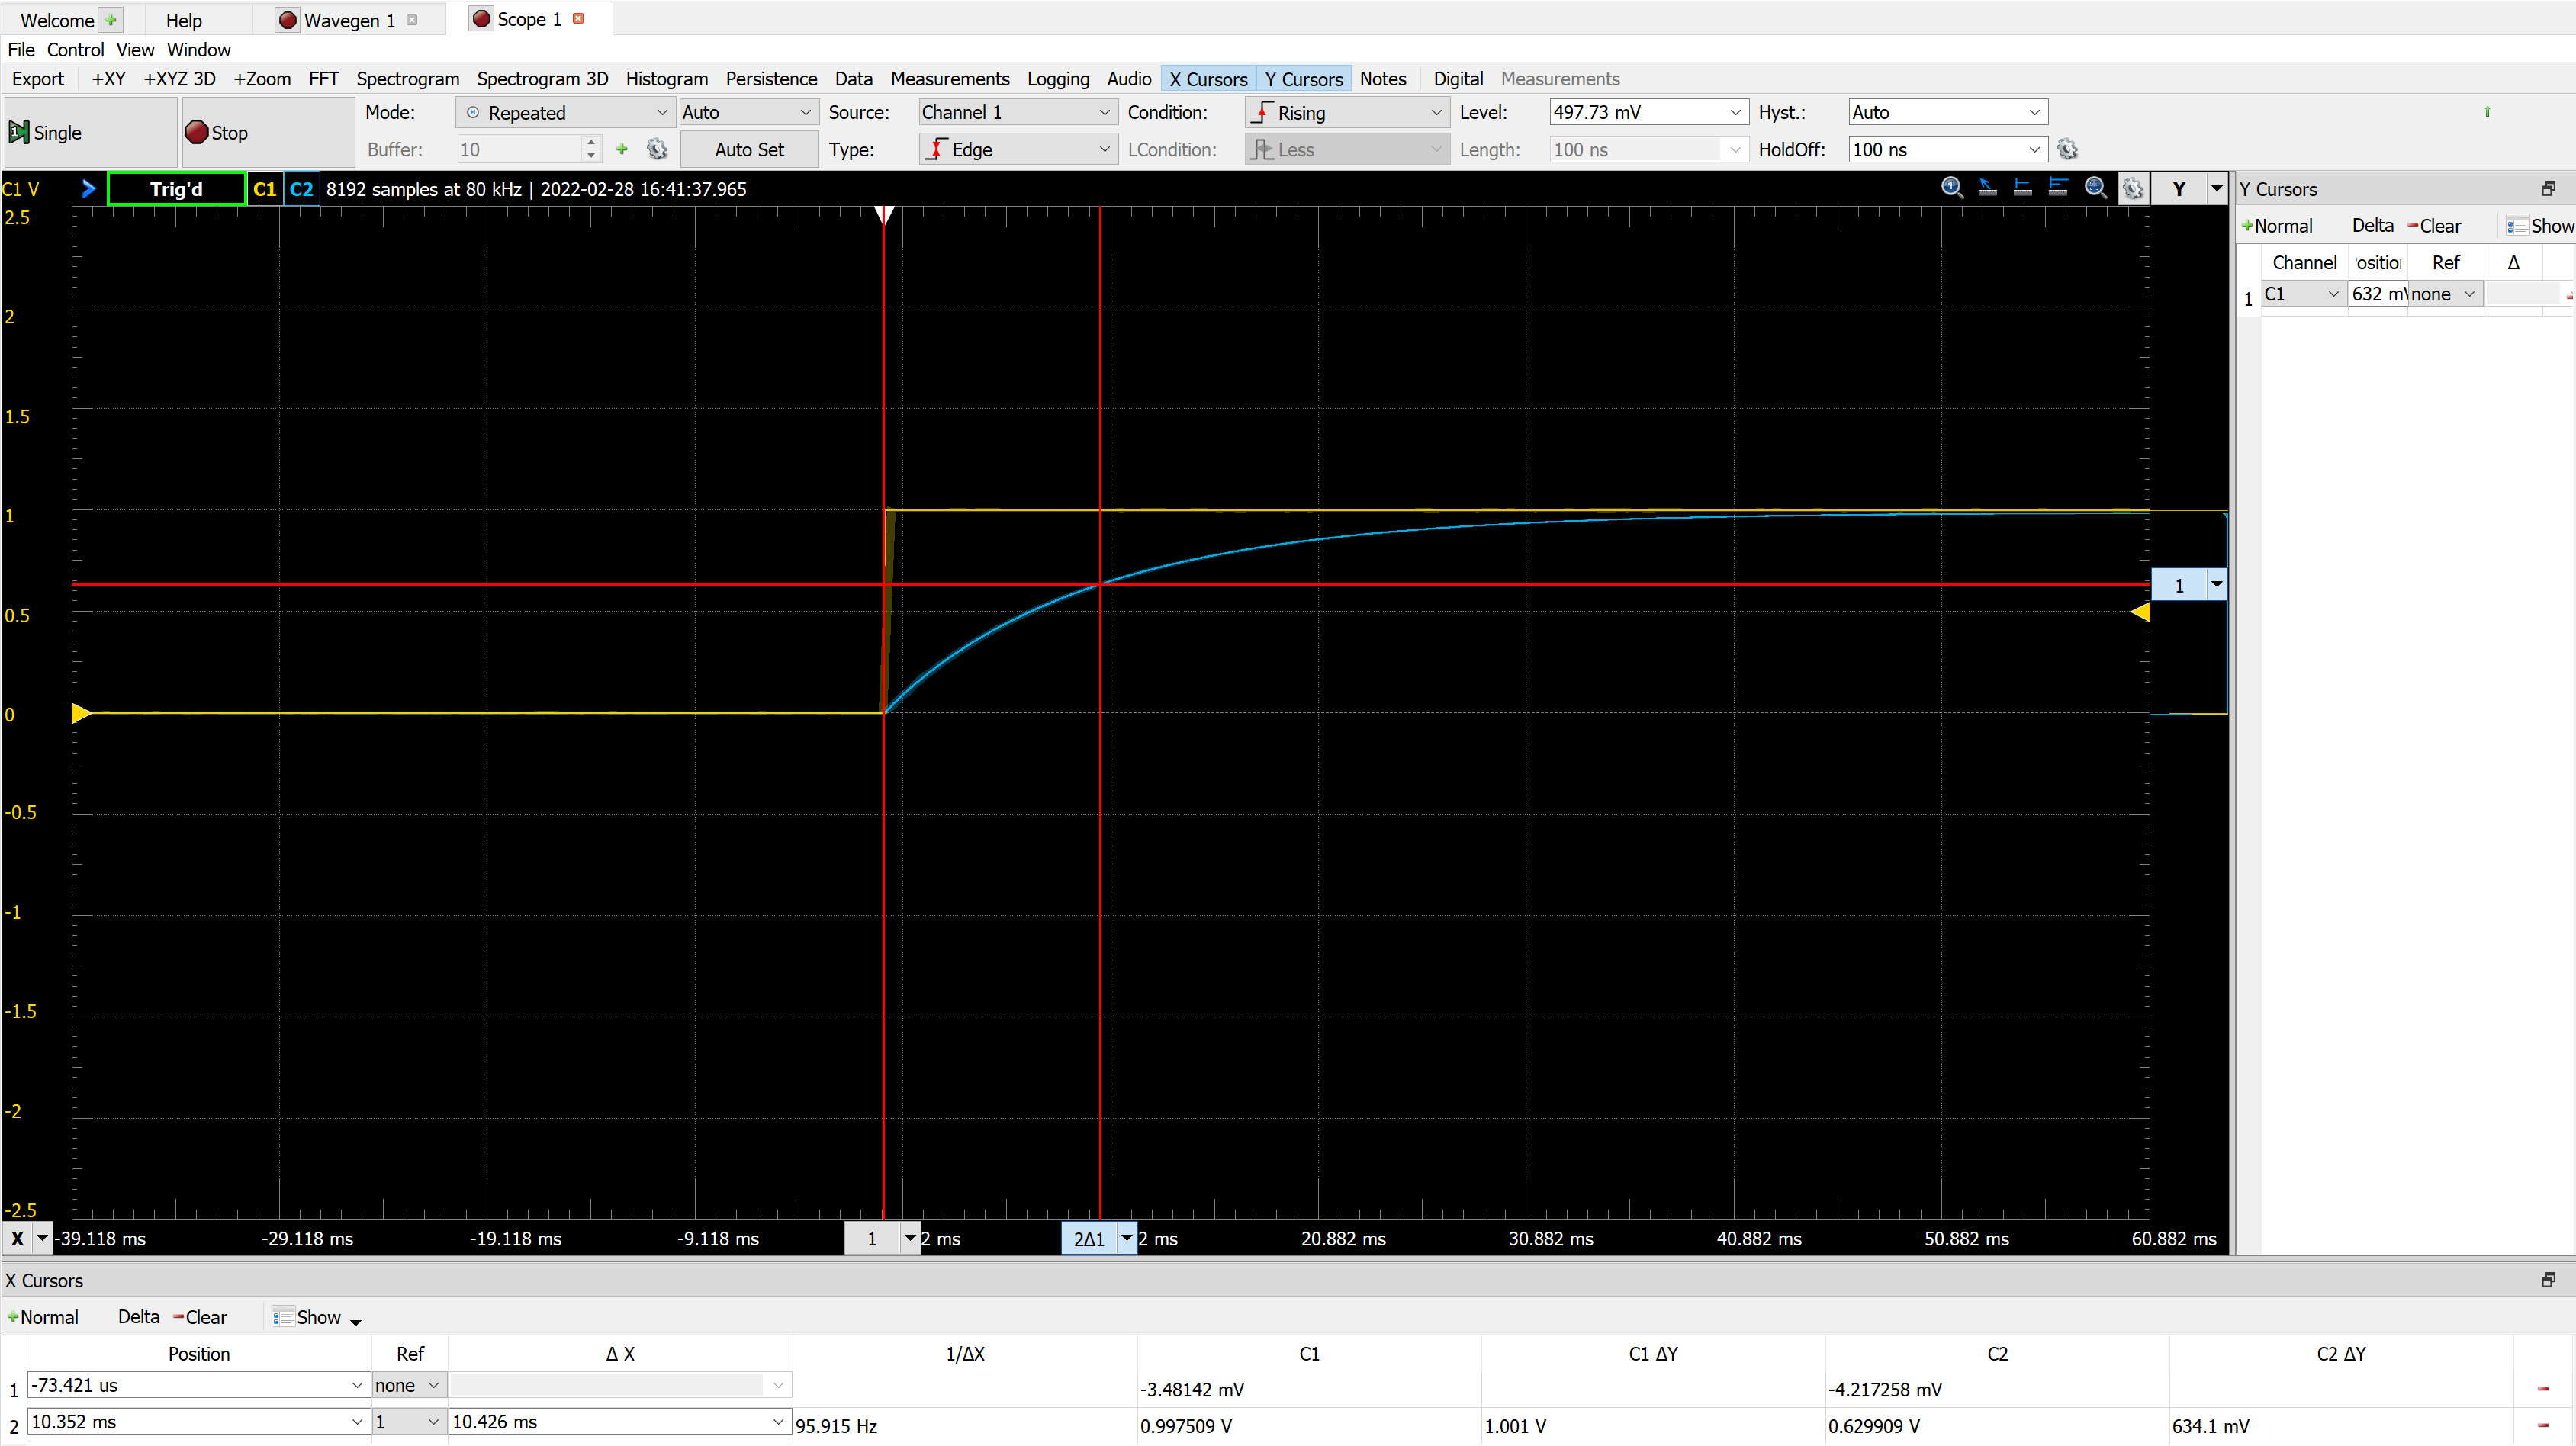 Welcome Help Wavegen 1 Scope 1
File Control View Window
Export +XY +XYZ 3D +Zoom FFT Spectrogram Spectrogram 3D Histogram Persistence Data Measurements Logging Audio X Cursors Y Cursors Notes Digital Measurements
Single Stop Mode: Repeated Auto Source: Channel 1 Condition: Rising Level: 497.73 mV Hyst.: Auto
Buffer: 10 Auto Set Type: Edge LCondition: Less Length: 100 ns HoldOff: 100 ns
C1 V Trig'd C1 C2 8192 samples at 80 kHz | 2022-02-28 16:41:37.965 Y
2.5
2
1.5
1
0.5
0
-0.5
-1
-1.5
-2
-2.5
1
X -39.118 ms -29.118 ms -19.118 ms -9.118 ms 1 2 ms 2Δ1 2 ms 20.882 ms 30.882 ms 40.882 ms 50.882 ms 60.882 ms
Y Cursors
Normal Delta Clear Show
Channel Ref Δ
1 C1 632 none
X Cursors
Normal Delta Clear Show
Position Ref Δ X 1/ΔX C1 C1 ΔY C2 C2 ΔY
1 -73.421 us none -3.48142 mV -4.217258 mV
2 10.352 ms 1 10.426 ms 95.915 Hz 0.997509 V 1.001 V 0.629909 V 634.1 mV